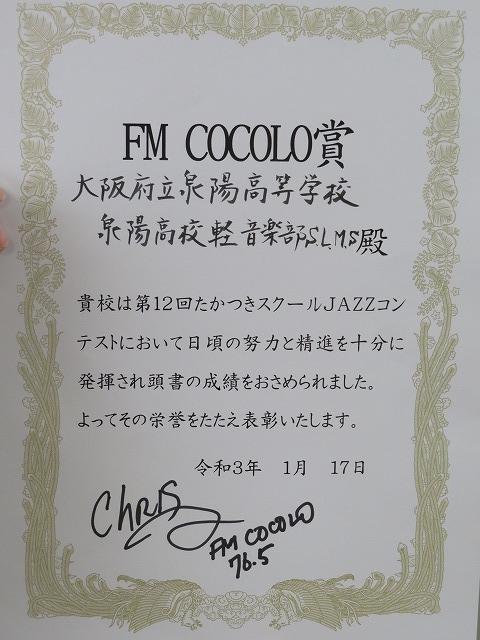 FM COCOLO賞
大阪府立泉陽高等学校
泉陽高校軽音楽部S.L.M.S殿
貴校は第12回たかつきスクールJAZZコン
テストにおいて日頃の努力と精進を十分に
発揮され頭書の成績をおさめられました。
よってその栄誉をたたえ表彰いたします。
令和3年 1月 17日
CHRIS
FM COCOLO
76.5